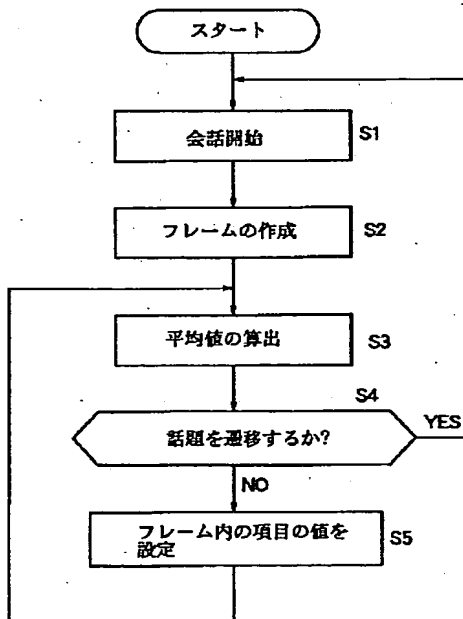 スタート
会話開始
S1
フレームの作成
S2
平均値の算出
S3
S4
話題を遷移するか?
YES
NO
フレーム内の項目の値を
設定
S5